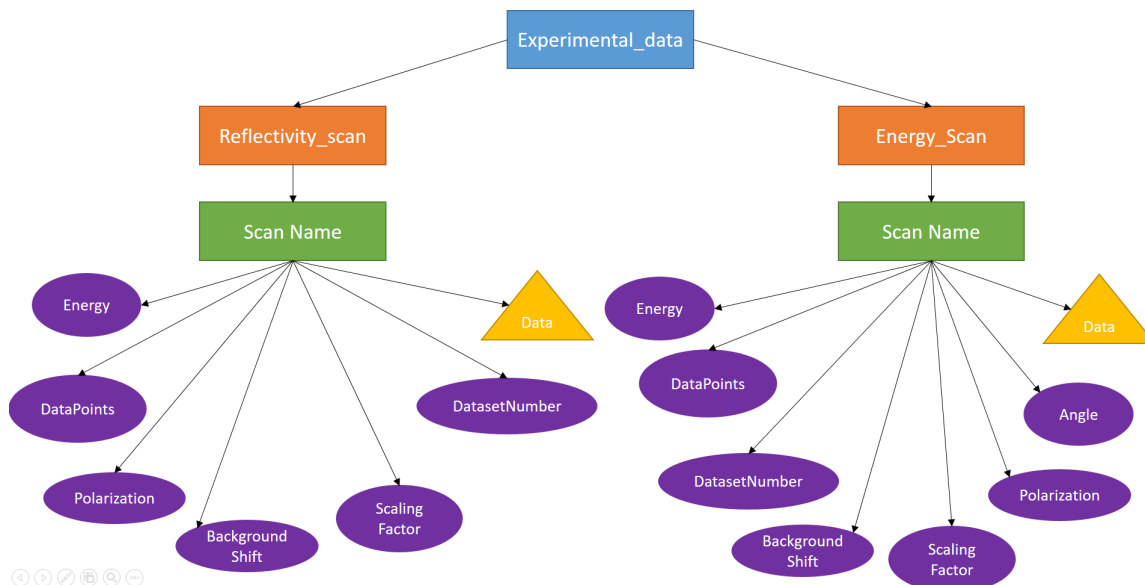 Experimental_data
Reflectivity_scan
Energy_Scan
Scan Name
Scan Name
Energy
Data
Energy
Data
DataPoints
DatasetNumber
DataPoints
Angle
Polarization
Scaling
Factor
DatasetNumber
Polarization
Background
Shift
Background
Shift
Scaling
Factor